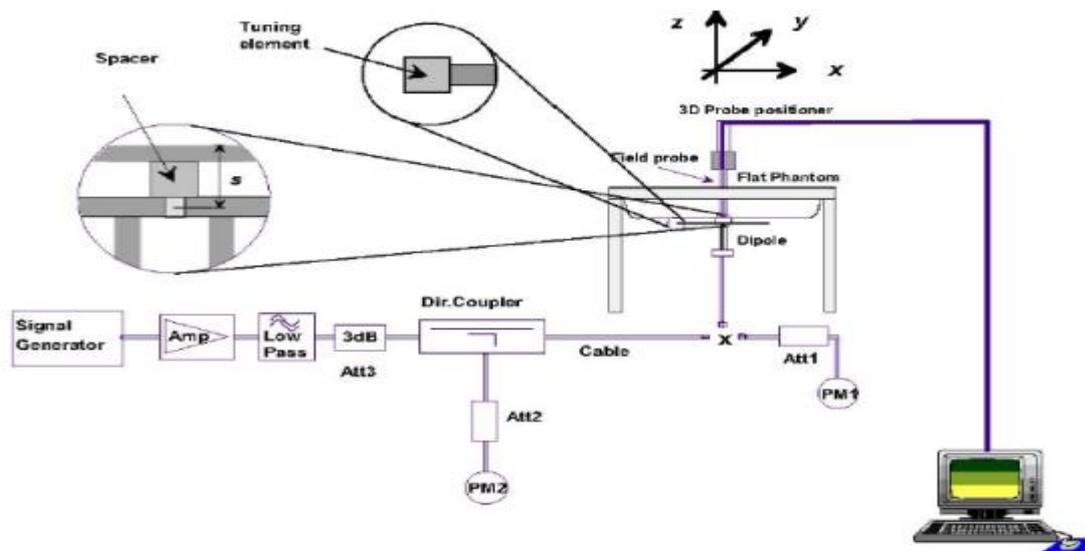 Tuning
element
Spacer
s
z
y
x
3D Probe positioner
Field probe
Flat Phantom
Dipole
Signal
Generator
Amp
Low
Pass
3dB
Att3
Dir.Coupler
Cable
x
Att1
PM1
Att2
PM2